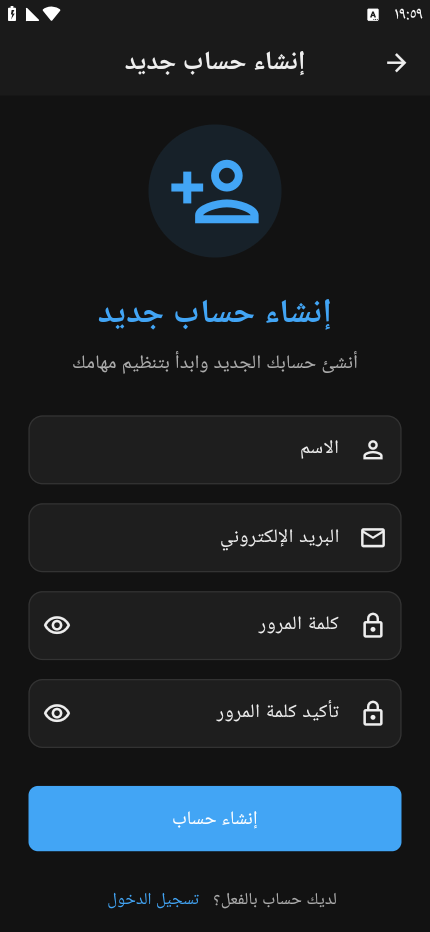 ١٩:٥٩
A
إنشاء حساب جديد
إنشاء حساب جديد
أنشئ حسابك الجديد وابدأ بتنظيم مهامك
الاسم
البريد الإلكتروني
كلمة المرور
تأكيد كلمة المرور
إنشاء حساب
لديك حساب بالفعل؟ تسجيل الدخول